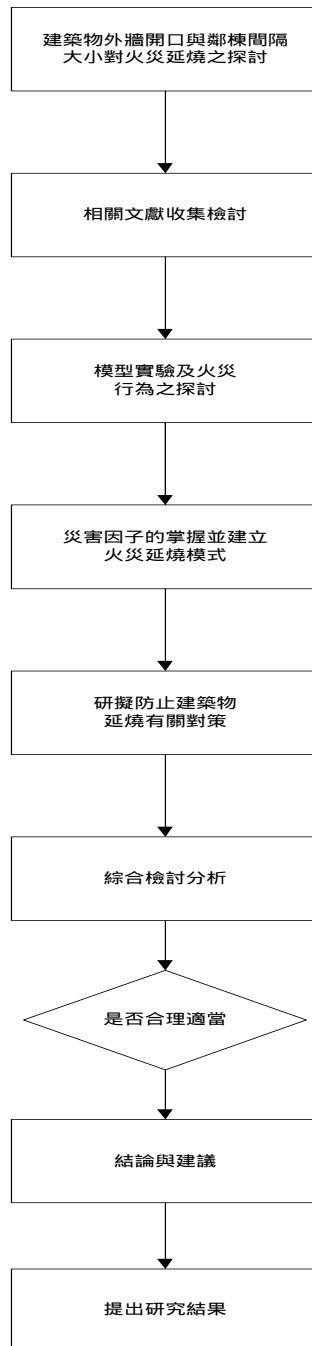 建築物外牆開口與鄰棟間隔
大小對火災延燒之探討
相關文獻收集檢討
模型實驗及火災
行為之探討
災害因子的掌握並建立
火災延燒模式
研擬防止建築物
延燒有關對策
綜合檢討分析
是否合理適當
結論與建議
提出研究結果